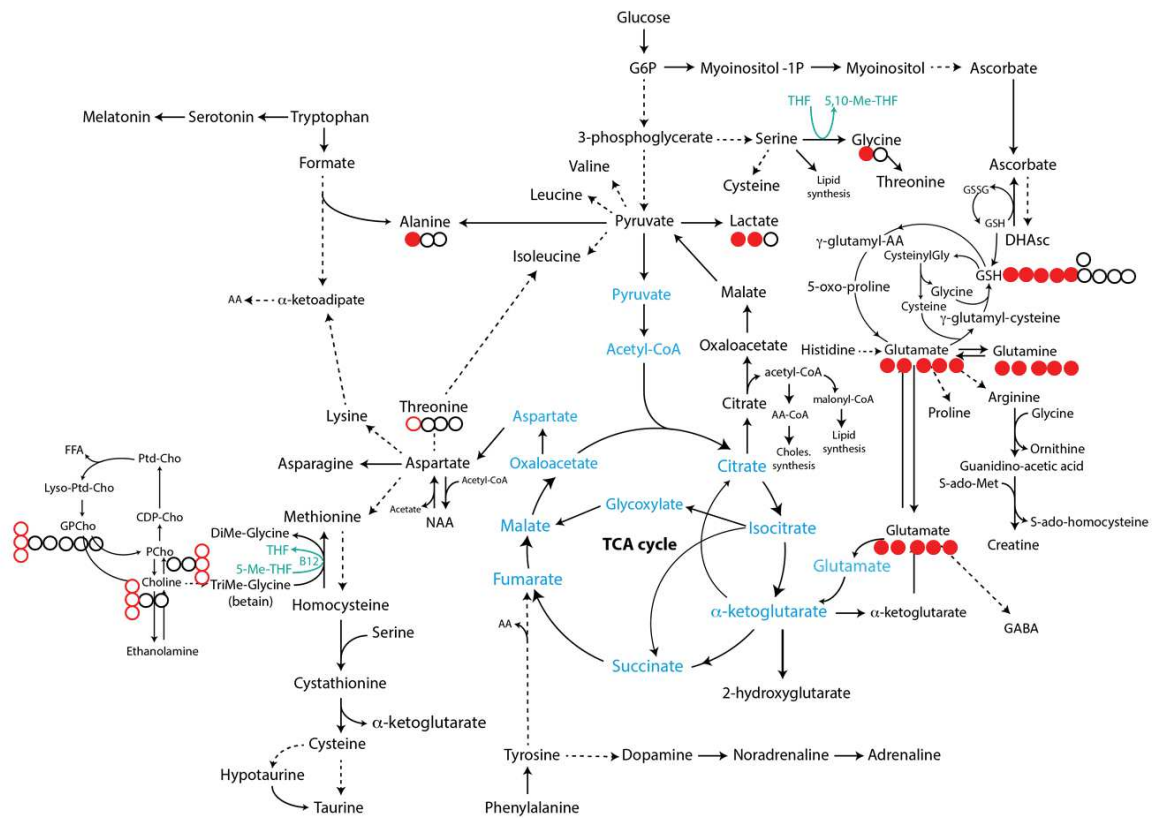 Glucose
G6P
Myoinositol -1P
Myoinositol
Ascorbate
THF
5,10-Me-THF
Melatonin
Serotonin
Tryptophan
3-phosphoglycerate
Serine
Glycine
Formate
Valine
Ascorbate
Leucine
Cysteine
Lipid
synthesis
Threonine
GSSG
Alanine
Pyruvate
Lactate
GSH
DHAsc
γ-glutamyl-AA
Isoleucine
CysteinylGly
GSH
AA
α-ketoadipate
Pyruvate
Malate
5-oxo-proline
Glycine
Cysteine
γ-glutamyl-cysteine
Acetyl-CoA
Oxaloacetate
Histidine
Glutamate
Glutamine
acetyl-CoA
Lysine
Threonine
Aspartate
Citrate
malonyl-CoA
AA-CoA
Proline
Arginine
Glycine
Lipid
synthesis
Choles.
synthesis
Ornithine
FFA
Ptd-Cho
Asparagine
Aspartate
Oxaloacetate
Citrate
Guanidino-acetic acid
Lyso-Ptd-Cho
Acetyl-CoA
S-ado-Met
Acetate
NAA
Glycoxylate
GPCho
CDP-Cho
Methionine
Malate
Isocitrate
S-ado-homocysteine
DiMe-Glycine
Glutamate
Creatine
PCho
THF
B12
5-Me-THF
TCA cycle
Glutamate
Choline
TriMe-Glycine
(betain)
Fumarate
Homocysteine
α-ketoglutarate
α-ketoglutarate
AA
GABA
Serine
Ethanolamine
Succinate
Cystathionine
2-hydroxyglutarate
α-ketoglutarate
Cysteine
Tyrosine
Dopamine
Noradrenaline
Adrenaline
Hypotaurine
Taurine
Phenylalanine